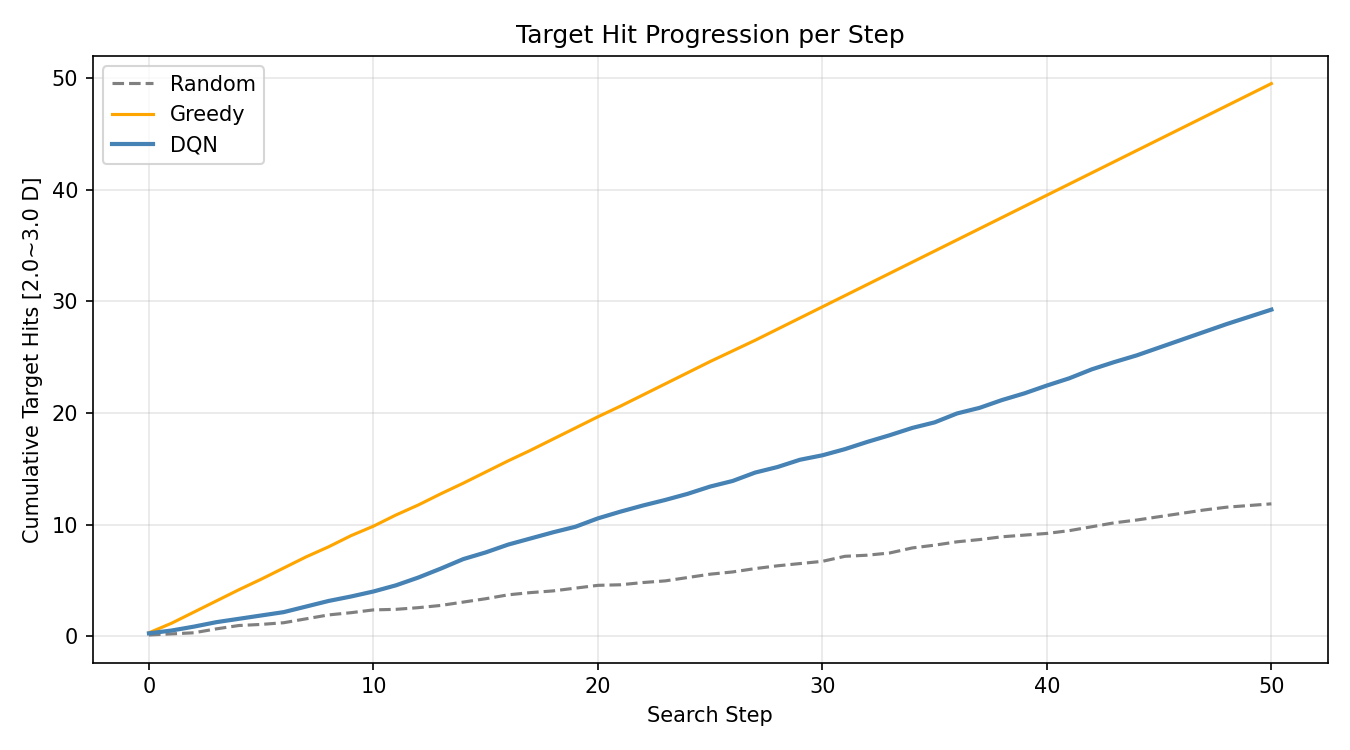 Target Hit Progression per Step
Random
Greedy
DQN
Cumulative Target Hits [2.0~3.0 D]
50
40
30
20
10
0
0 10 20 30 40 50
Search Step